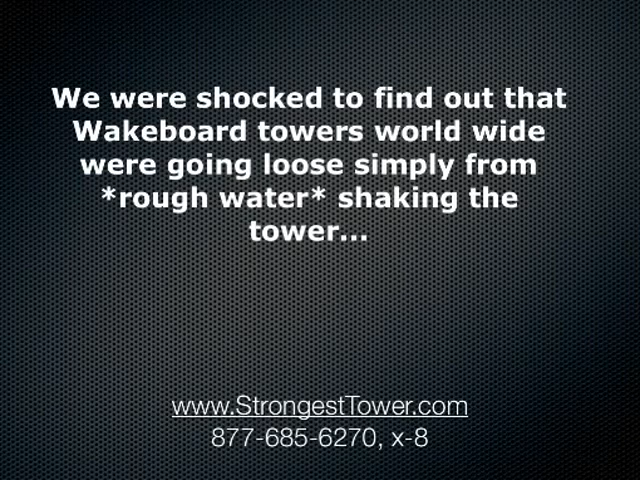 We were shocked to find out that
Wakeboard towers world wide
were going loose simply from
*rough water* shaking the
tower...
www.StrongestTower.com
877-685-6270, x-8